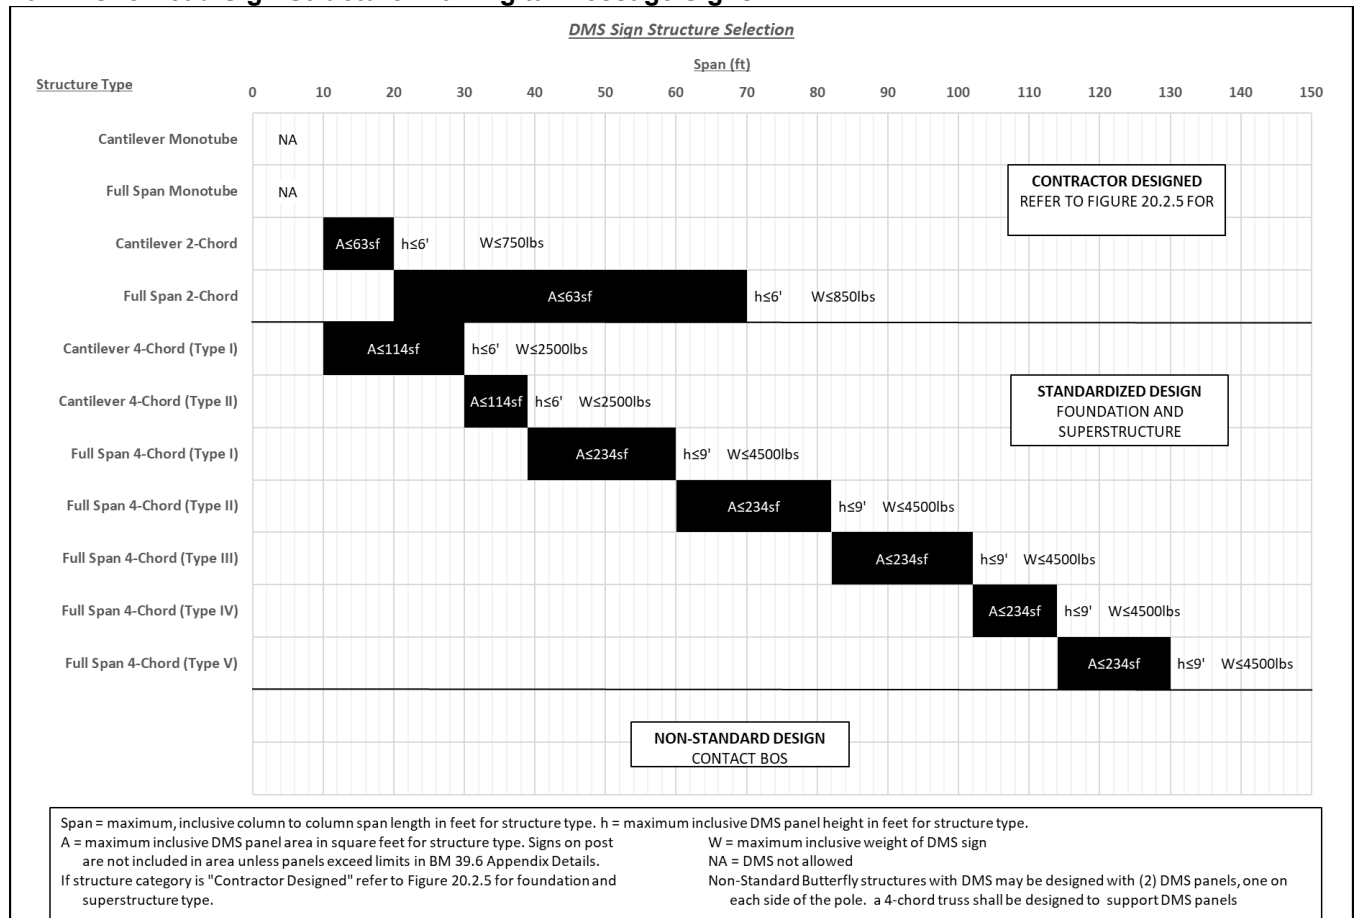 DMS Sign Structure Selection
Span (ft)
Structure Type
0 10 20 30 40 50 60 70 80 90 100 110 120 130 140 150
Cantilever Monotube NA
CONTRACTOR DESIGNED
REFER TO FIGURE 20.2.5 FOR
Full Span Monotube NA
Cantilever 2-Chord A≤63sf h≤6' W≤750lbs
Full Span 2-Chord A≤63sf h≤6' W≤850lbs
Cantilever 4-Chord (Type I) A≤114sf h≤6' W≤2500lbs
STANDARDIZED DESIGN
FOUNDATION AND
SUPERSTRUCTURE
Cantilever 4-Chord (Type II) A≤114sf h≤6' W≤2500lbs
Full Span 4-Chord (Type I) A≤234sf h≤9' W≤4500lbs
Full Span 4-Chord (Type II) A≤234sf h≤9' W≤4500lbs
Full Span 4-Chord (Type III) A≤234sf h≤9' W≤4500lbs
Full Span 4-Chord (Type IV) A≤234sf h≤9' W≤4500lbs
Full Span 4-Chord (Type V) A≤234sf h≤9' W≤4500lbs
NON-STANDARD DESIGN
CONTACT BOS
Span = maximum, inclusive column to column span length in feet for structure type. h = maximum inclusive DMS panel height in feet for structure type.
A = maximum inclusive DMS panel area in square feet for structure type. Signs on post
are not included in area unless panels exceed limits in BM 39.6 Appendix Details.
If structure category is "Contractor Designed" refer to Figure 20.2.5 for foundation and
superstructure type.
W = maximum inclusive weight of DMS sign
NA = DMS not allowed
Non-Standard Butterfly structures with DMS may be designed with (2) DMS panels, one on
each side of the pole. a 4-chord truss shall be designed to support DMS panels